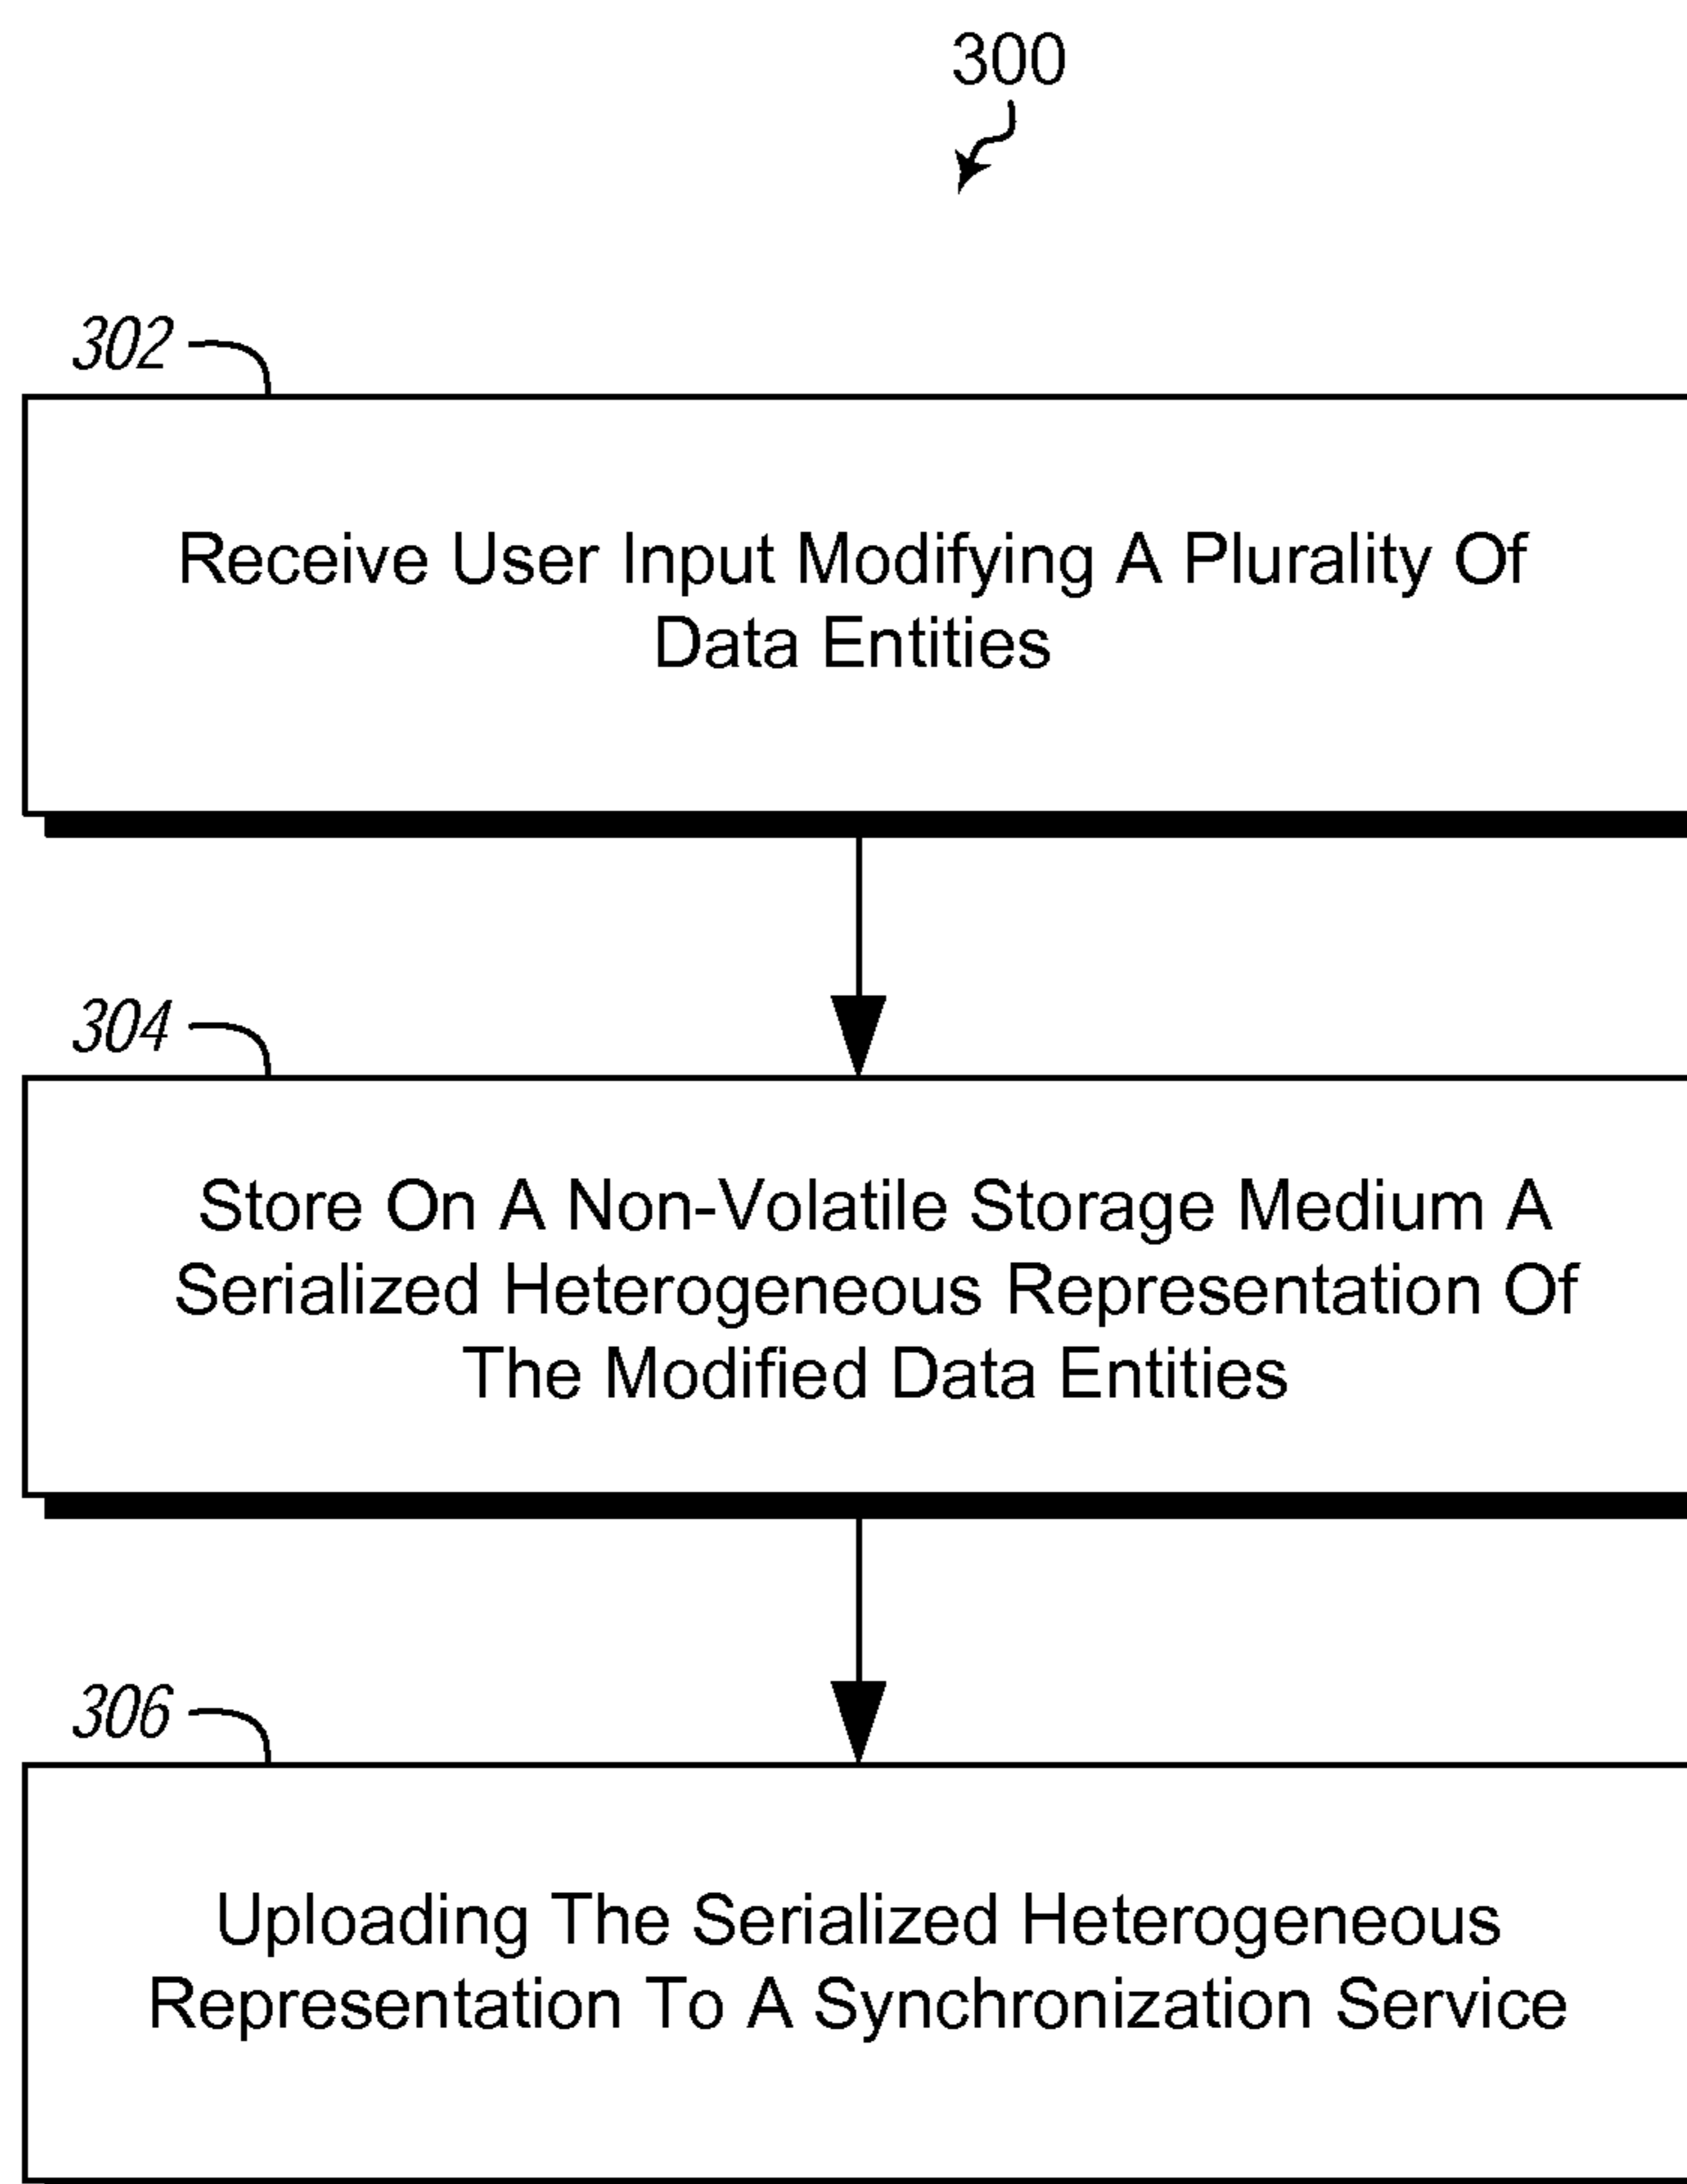 300
302
Receive User Input Modifying A Plurality Of
Data Entities
304
Store On A Non-Volatile Storage Medium A
Serialized Heterogeneous Representation Of
The Modified Data Entities
306
Uploading The Serialized Heterogeneous
Representation To A Synchronization Service